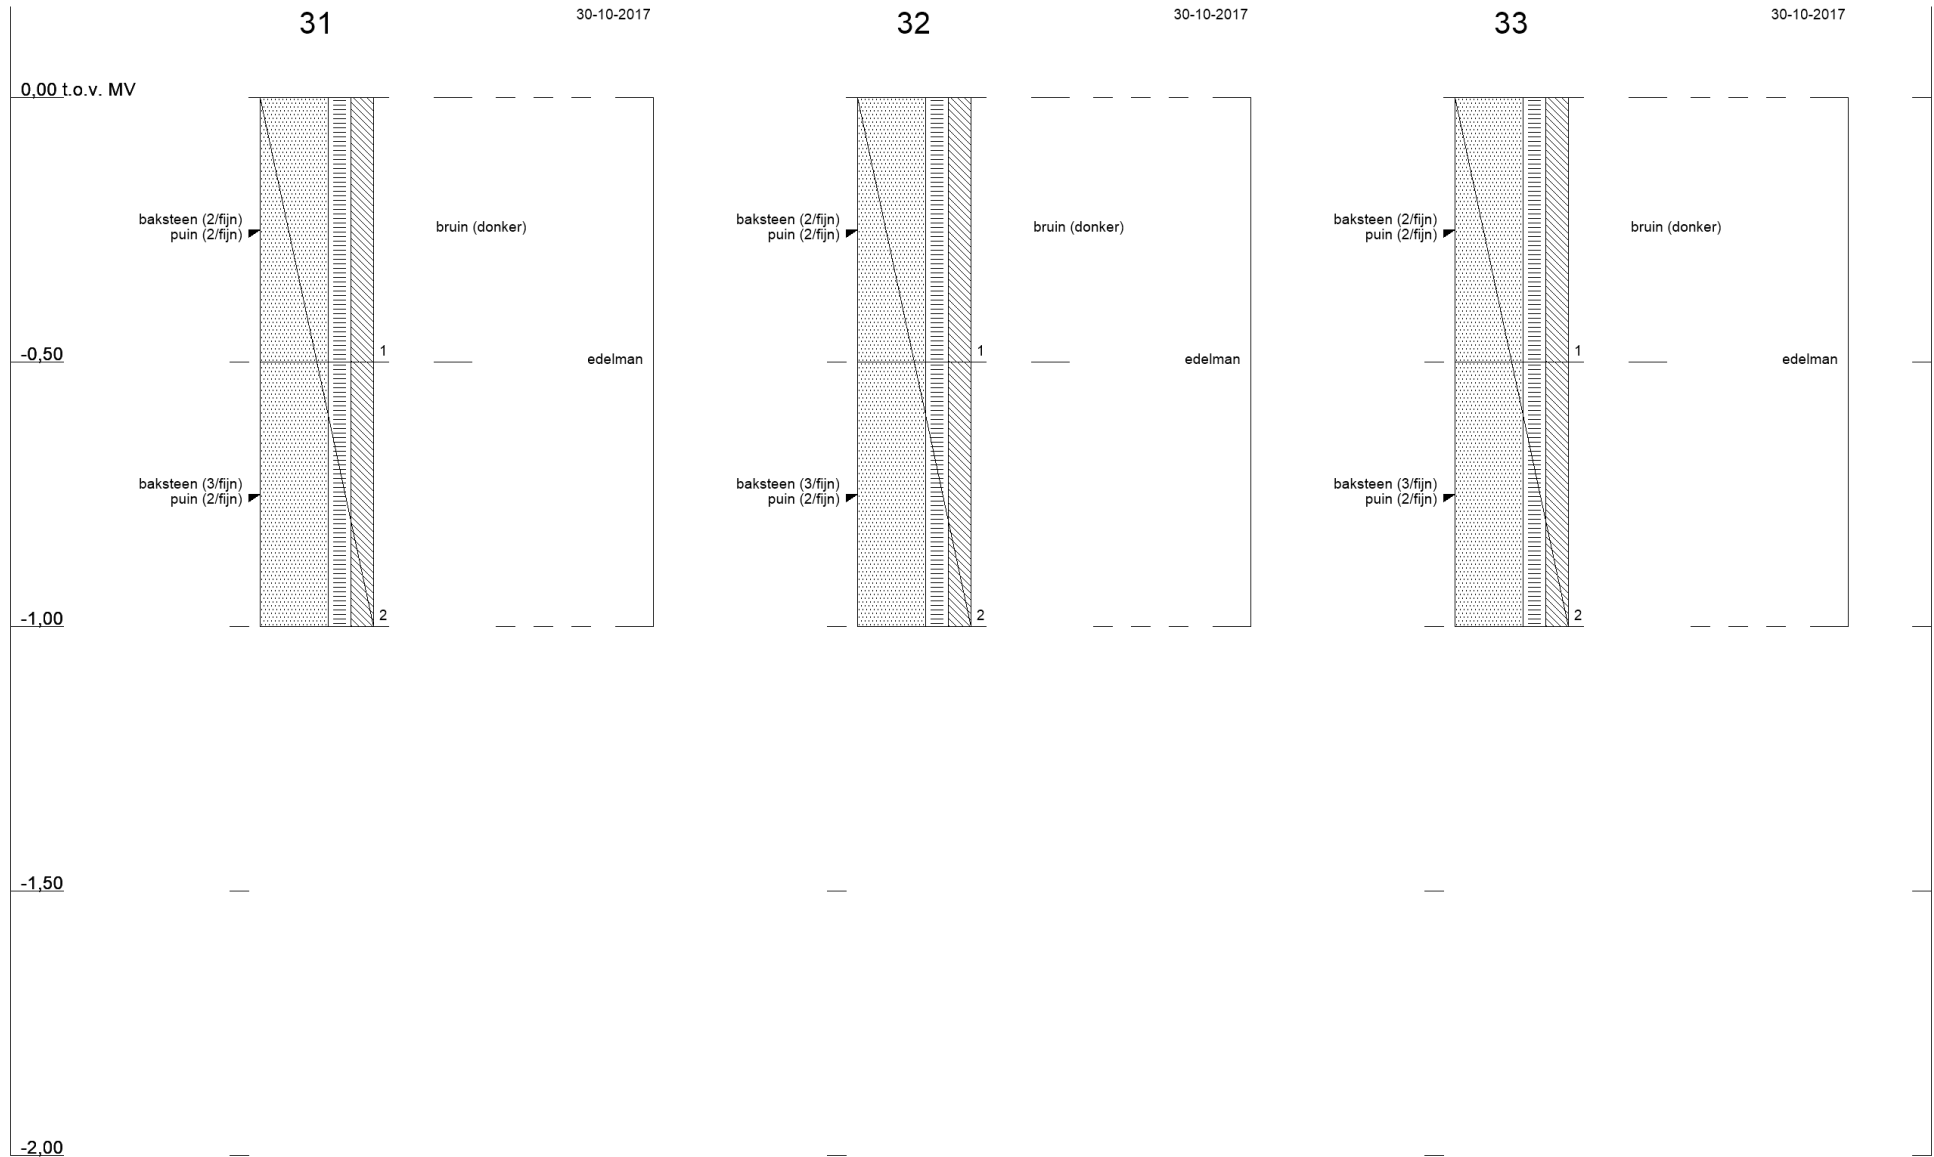 31
30-10-2017
32
30-10-2017
33
30-10-2017
0,00 t.o.v. MV
baksteen (2/fijn)
puin (2/fijn)
bruin (donker)
baksteen (2/fijn)
puin (2/fijn)
bruin (donker)
baksteen (2/fijn)
puin (2/fijn)
bruin (donker)
-0,50
1
edelman
1
edelman
1
edelman
baksteen (3/fijn)
puin (2/fijn)
baksteen (3/fijn)
puin (2/fijn)
baksteen (3/fijn)
puin (2/fijn)
-1,00
2
2
2
-1,50
-2,00